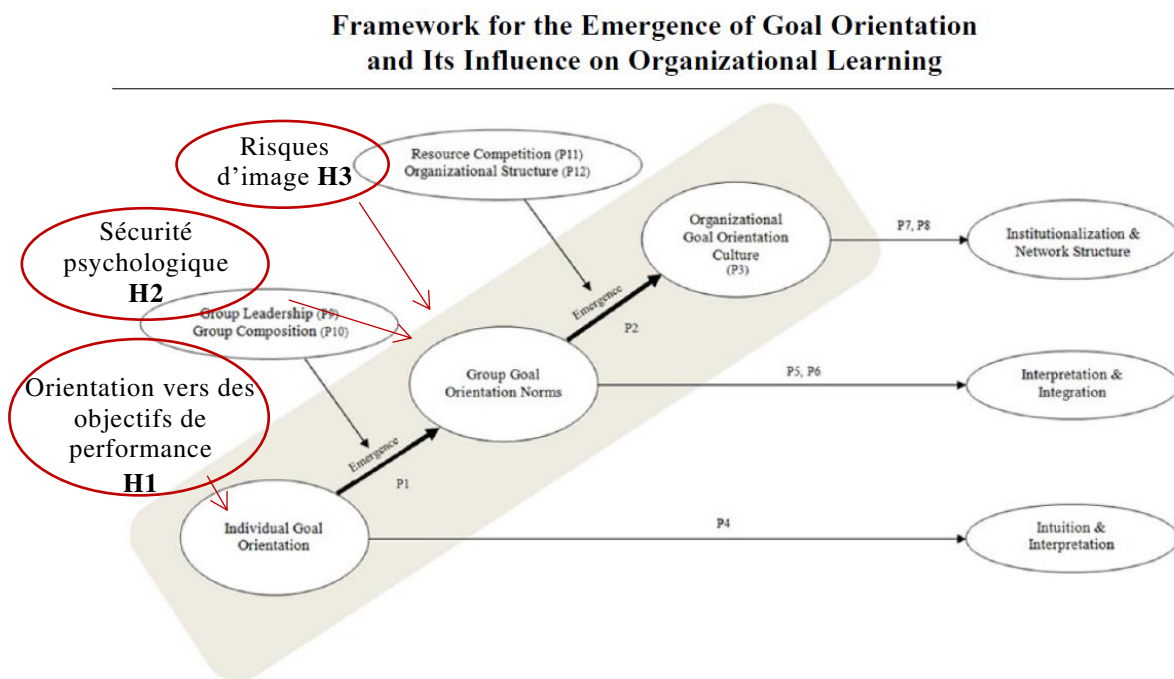 Framework for the Emergence of Goal Orientation
and Its Influence on Organizational Learning
Risques
d’image H3
Resource Competition (P11)
Organizational Structure (P12)
Sécurité
psychologique
H2
Organizational
Goal Orientation
Culture
(P3)
P7, P8
Institutionalization &
Network Structure
Group Leadership (P9)
Group Composition (P10)
Emergence
P2
Orientation vers des
objectifs de
performance
H1
Group Goal
Orientation Norms
P5, P6
Interpretation &
Integration
Emergence
P1
Individual Goal
Orientation
P4
Intuition &
Interpretation